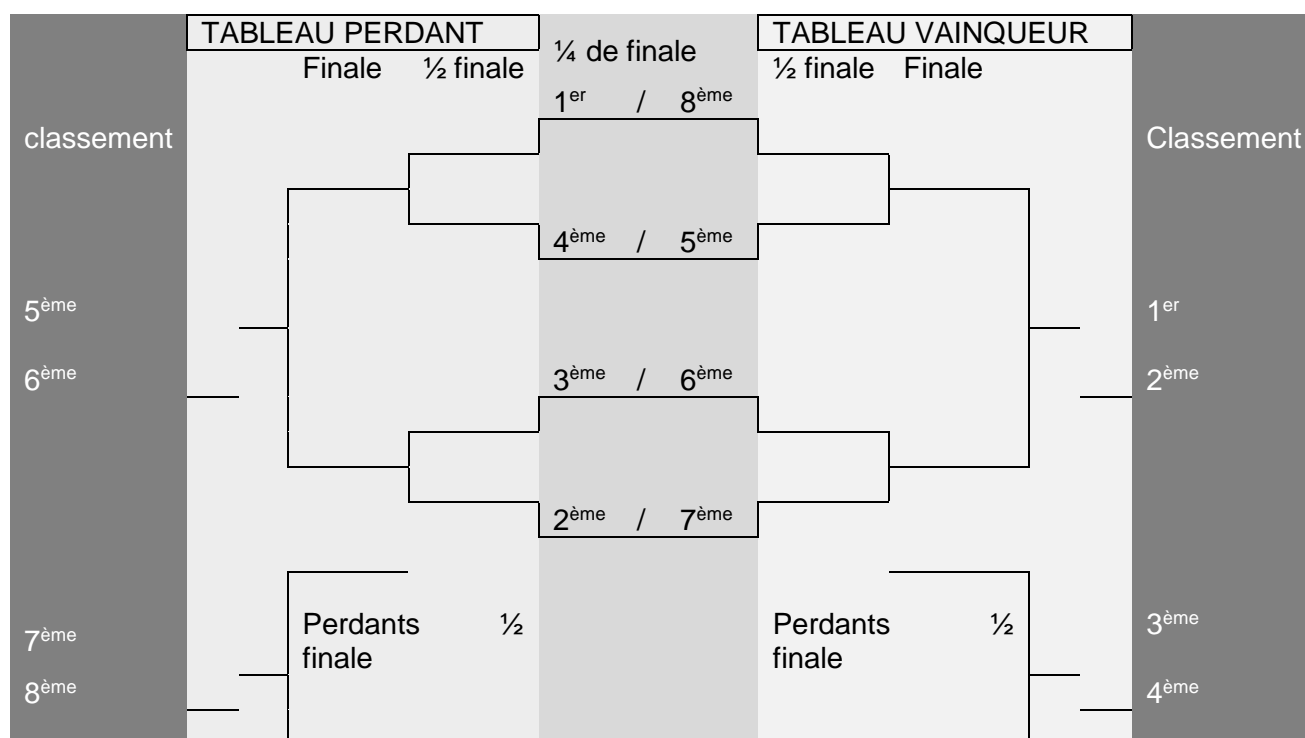 TABLEAU PERDANT
¼ de finale
TABLEAU VAINQUEUR
Finale ½ finale
½ finale Finale
1er / 8ème
classement
Classement
4ème / 5ème
5ème
1er
6ème
3ème / 6ème
2ème
2ème / 7ème
Perdants ½
finale
Perdants ½
finale
7ème
3ème
8ème
4ème